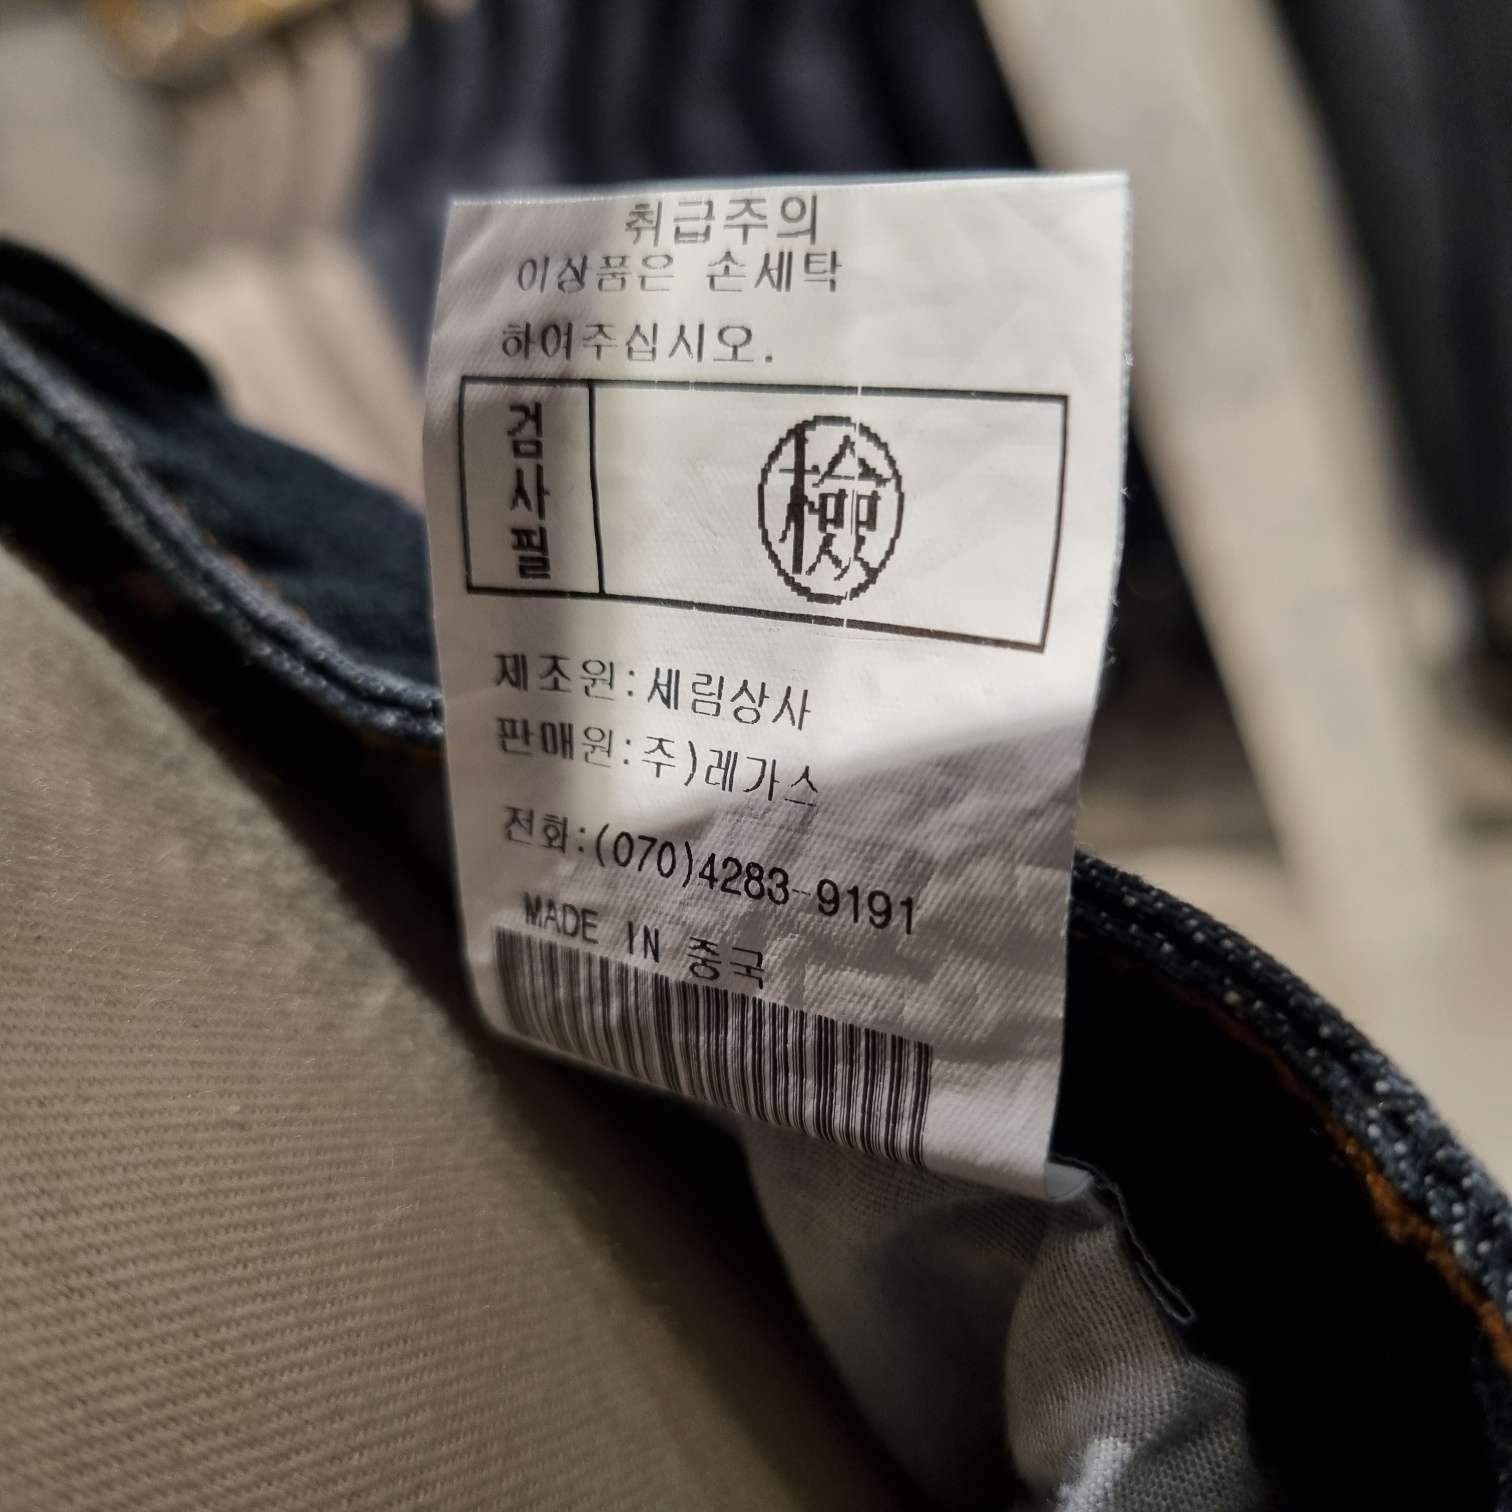 취급주의
이상품은 손세탁
하여주십시오.
검사필
檢
제조원:세림상사
판매원:주)레가스
전화:(070)4283-9191
MADE IN 중국